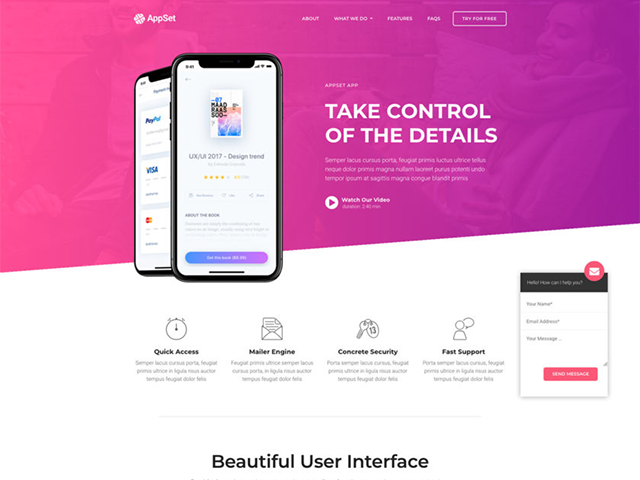 AppSet
ABOUT
WHAT WE DO
FEATURES
FAQS
TRY FOR FREE
APPSET APP
TAKE CONTROL
OF THE DETAILS
Semper lacus cursus porta, feugiat primis luctus ultrice tellus
neque dolor primis magna nullam laoreet purus potenti undo
tempor ipsum at sagittis magna congue blandit primis
Watch Our Video
duration: 2:40 min
9:41
PayPal
VISA
9:41
MAAD
RAAS
SOO
UX/UI 2017 - Design trend
ABOUT THE BOOK
Hello! How can I help you?
Your Name*
Email Address*
Your Message ...
SEND MESSAGE
Quick Access
Semper lacus cursus porta, feugiat
primis ultrice in ligula risus auctor
tempus feugiat dolor felis
Mailer Engine
Feugiat primis ultrice semper lacus
cursus porta, in ligula risus auctor
tempus feugiat dolor felis
13
Concrete Security
Semper lacus cursus porta, feugiat
primis ultrice in ligula risus auctor
tempus feugiat dolor felis
Fast Support
Porta semper lacus cursus, feugiat
primis ultrice in ligula risus auctor
tempus feugiat dolor felis
Beautiful User Interface